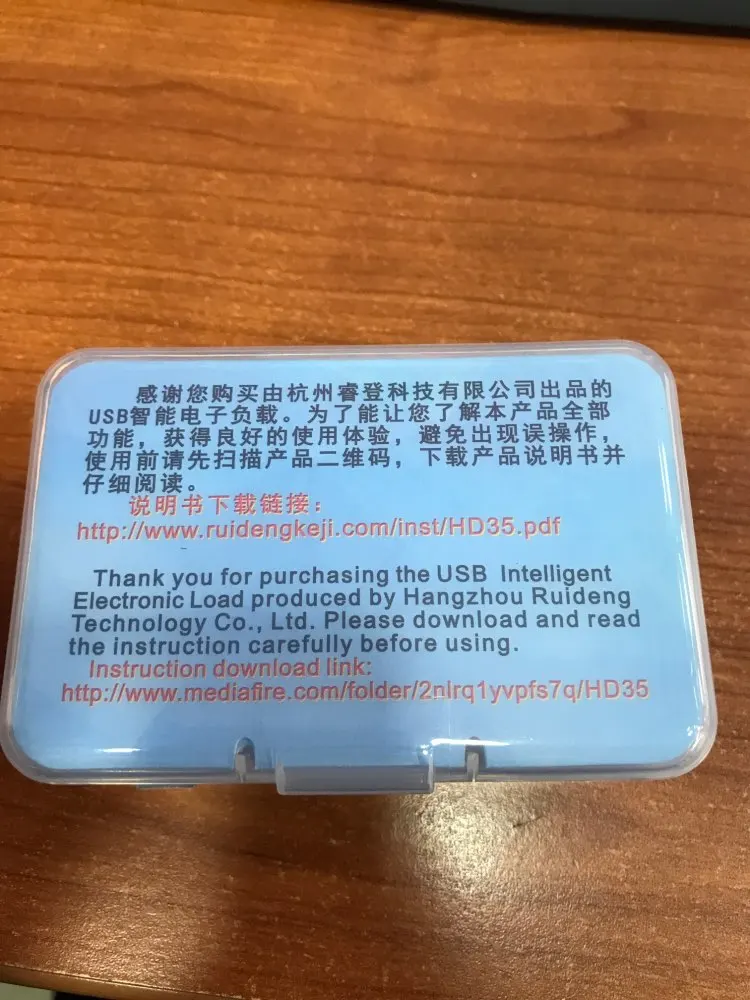 感谢您购买由杭州睿登科技有限公司出品的
USB智能电子负载。为了能让您了解本产品全部
功能，获得良好的使用体验，避免出现误操作，
使用前请先扫描产品二维码，下载产品说明书并
仔细阅读。
说明书下载链接：
http://www.ruidengkeji.com/inst/HD35.pdf
Thank you for purchasing the USB Intelligent
Electronic Load produced by Hangzhou Ruideng
Technology Co., Ltd. Please download and read
the instruction carefully before using.
Instruction download link:
http://www.mediafire.com/folder/2nlrq1yvpfs7q/HD35